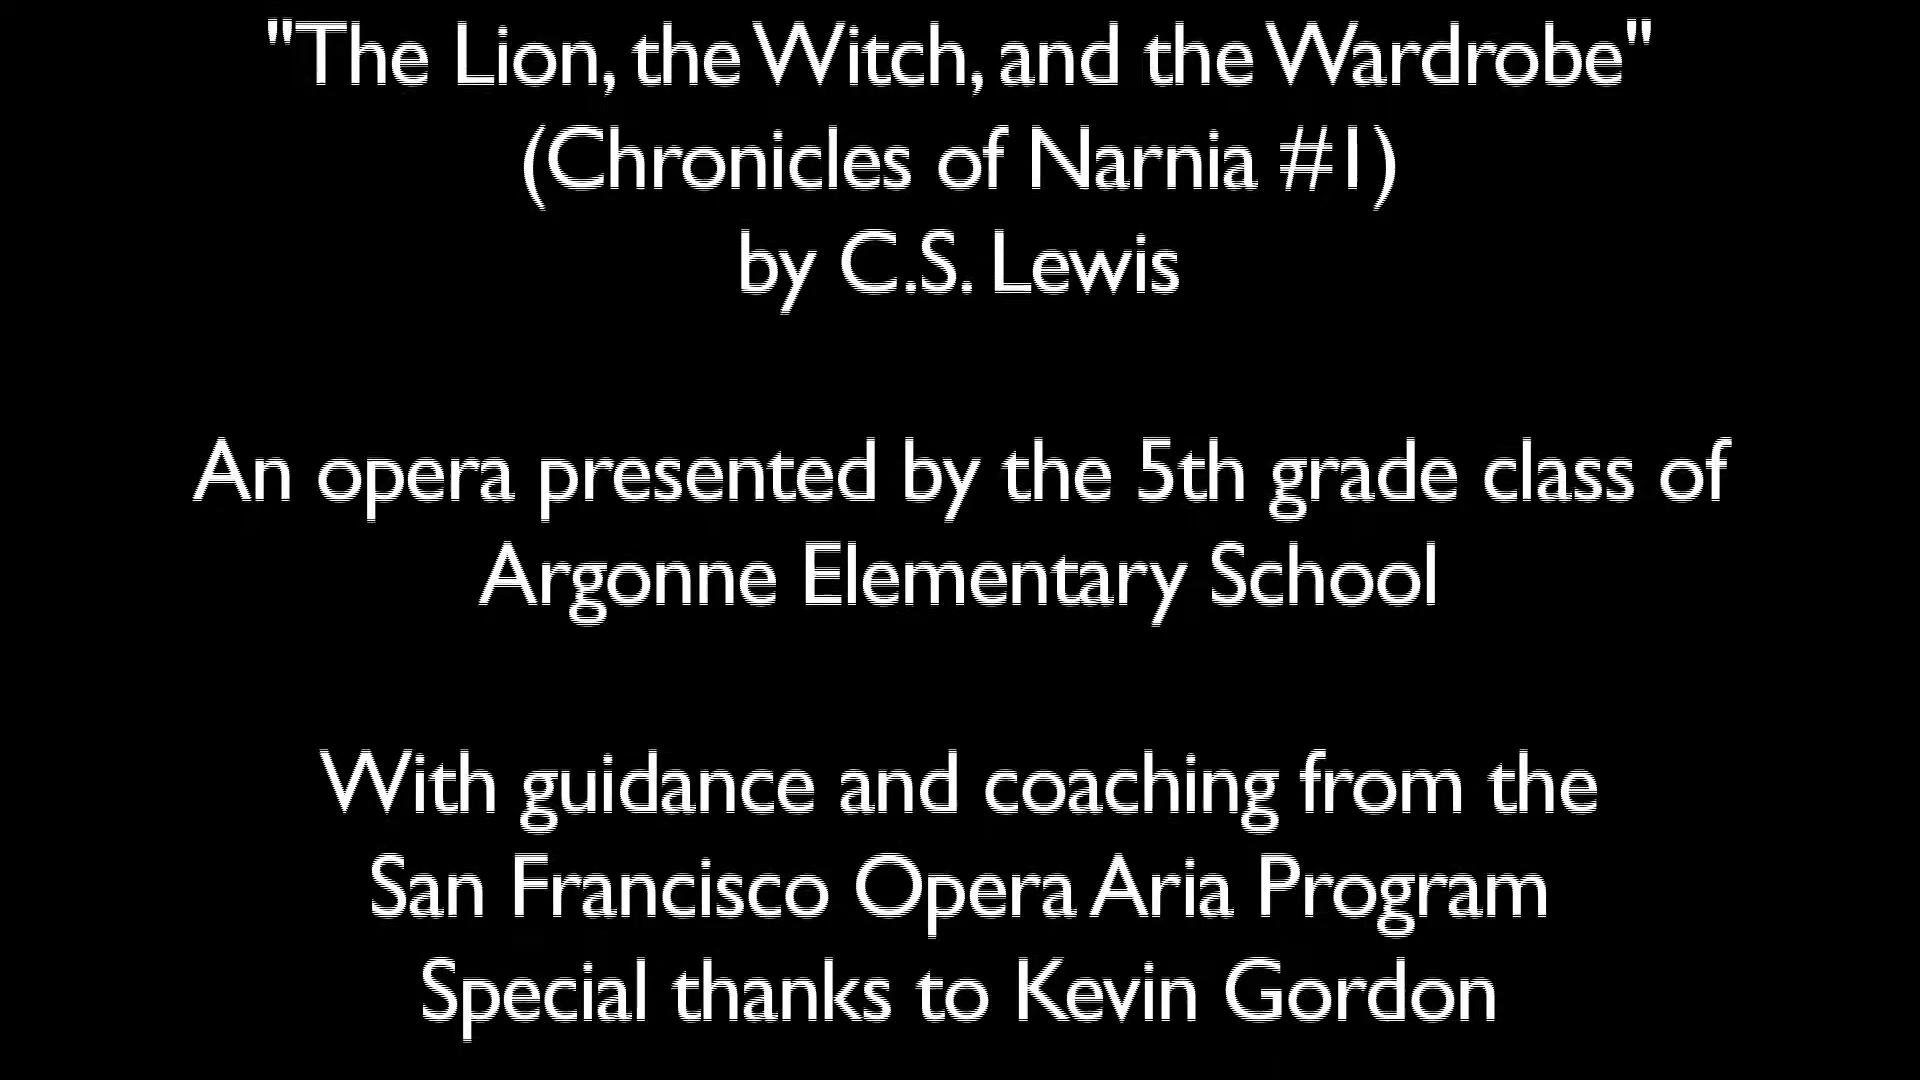 "The Lion, the Witch, and the Wardrobe"
(Chronicles of Narnia #1)
by C.S. Lewis
An opera presented by the 5th grade class of
Argonne Elementary School
With guidance and coaching from the
San Francisco Opera Aria Program
Special thanks to Kevin Gordon